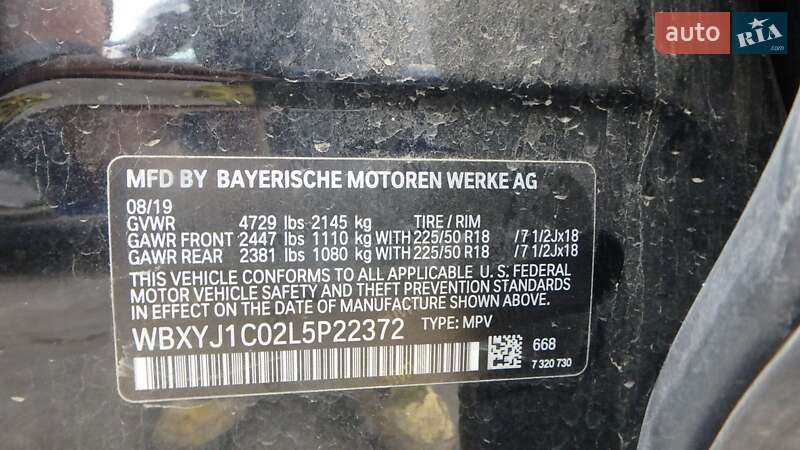 auto RIA.com
MFD BY BAYERISCHE MOTOREN WERKE AG
08/19
GVWR 4729 lbs 2145 kg TIRE / RIM
GAWR FRONT 2447 lbs 1110 kg WITH 225/50 R18 /7 1/2Jx18
GAWR REAR 2381 lbs 1080 kg WITH 225/50 R18 /7 1/2Jx18
THIS VEHICLE CONFORMS TO ALL APPLICABLE U. S. FEDERAL
MOTOR VEHICLE SAFETY AND THEFT PREVENTION STANDARDS
IN EFFECT ON THE DATE OF MANUFACTURE SHOWN ABOVE.
WBXYJ1C02L5P22372 TYPE: MPV
668
7 320 730